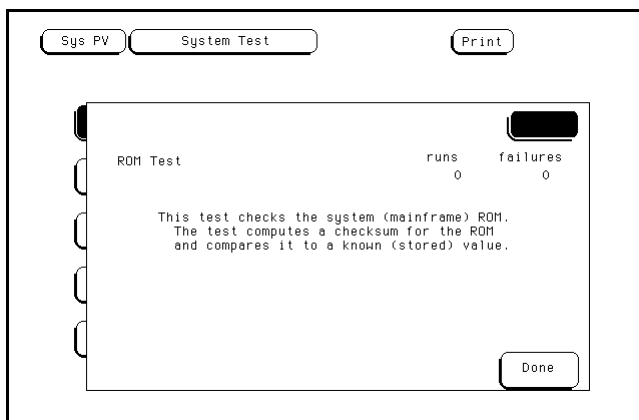 Sys PV System Test Print
ROM Test runs failures
0 0
This test checks the system (mainframe) ROM.
The test computes a checksum for the ROM
and compares it to a known (stored) value.
Done